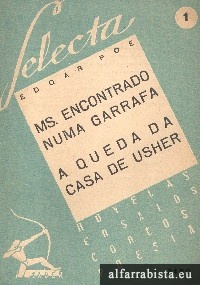 Selecta
1
EDGAR POE
MS. ENCONTRADO
NUMA GARRAFA
A QUEDA DA
CASA DE USHER
NOVELAS
ENSAIOS
CONTOS
POESIA
alfarrabista.eu